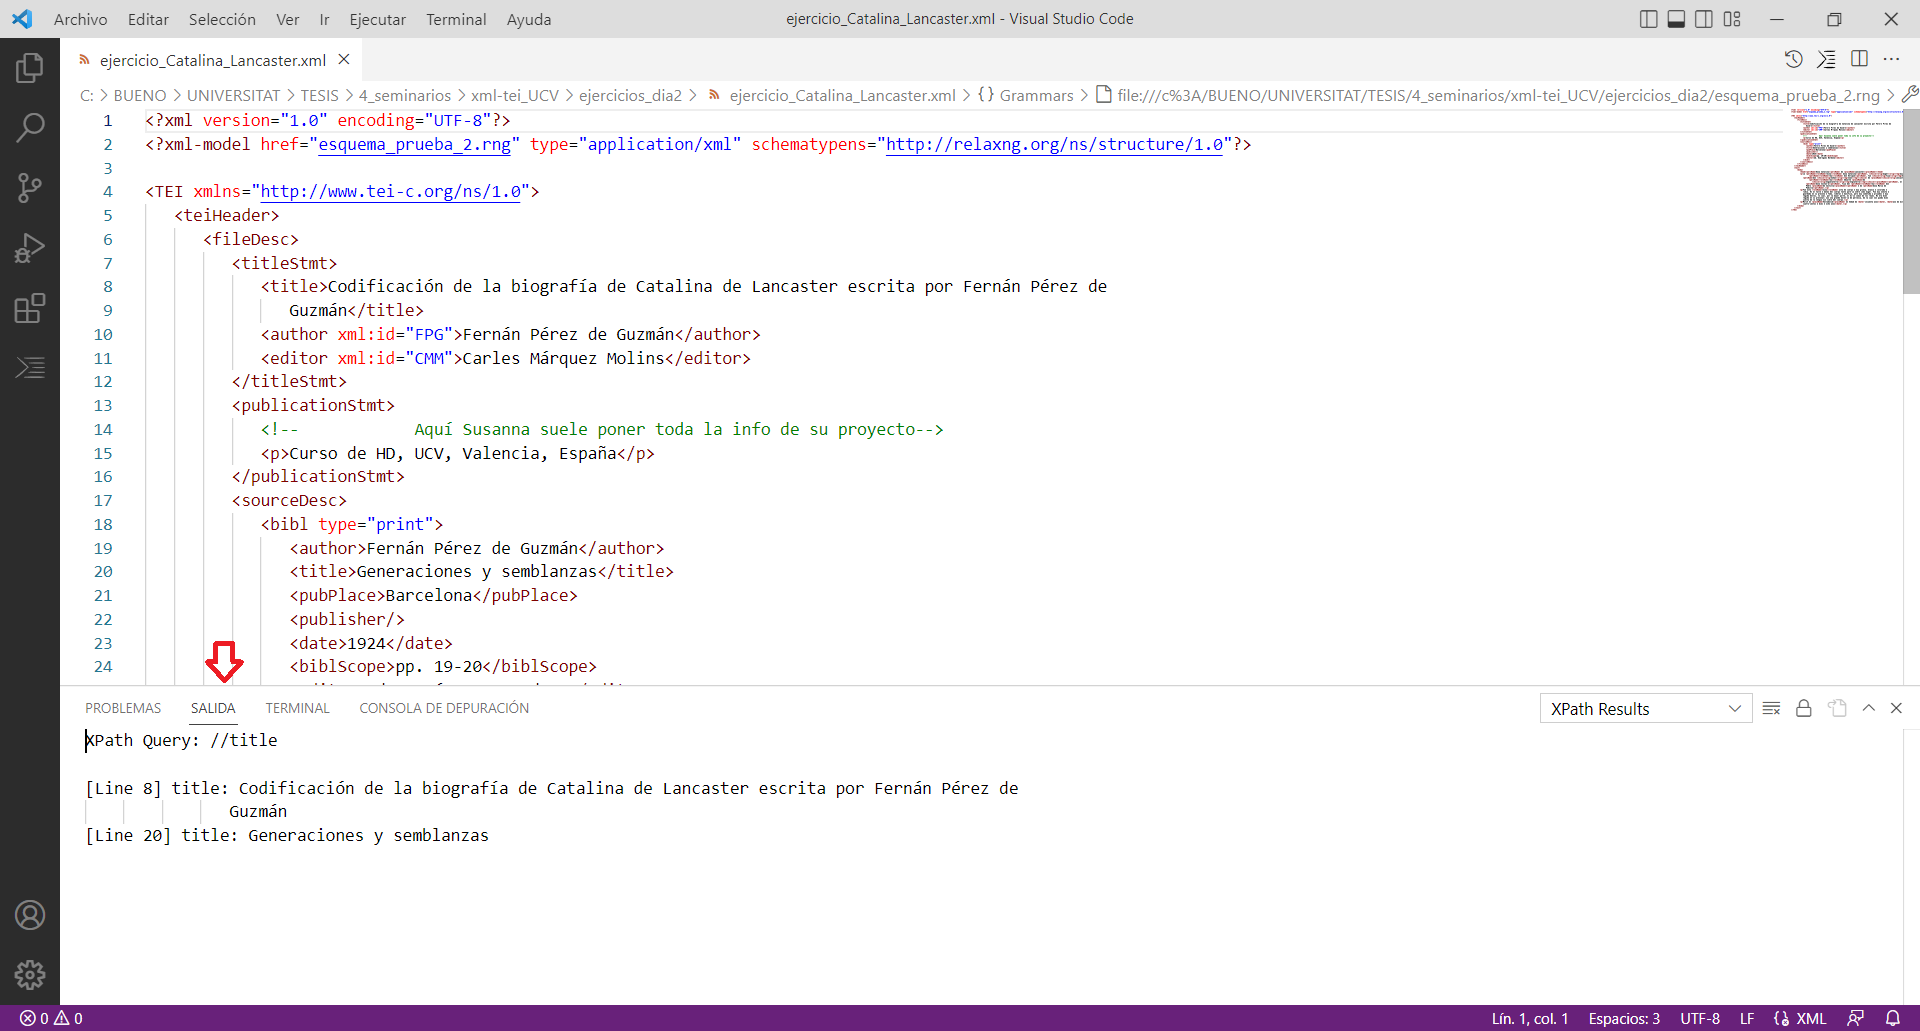 Archivo Editar Selección Ver Ir Ejecutar Terminal Ayuda
ejercicio_Catalina_Lancaster.xml - Visual Studio Code
ejercicio_Catalina_Lancaster.xml
C: > BUENO > UNIVERSITAT > TESIS > 4_seminarios > xml-tei_UCV > ejercicios_dia2 > ejercicio_Catalina_Lancaster.xml > {} Grammars > file:///c%3A/BUENO/UNIVERSITAT/TESIS/4_seminarios/xml-tei_UCV/ejercicios_dia2/esquema_prueba_2.rng >
1 <?xml version="1.0" encoding="UTF-8"?>
2 <?xml-model href="esquema_prueba_2.rng" type="application/xml" schematypens="http://relaxng.org/ns/structure/1.0"?>
3
4 <TEI xmlns="http://www.tei-c.org/ns/1.0">
5 <teiHeader>
6 <fileDesc>
7 <titleStmt>
8 <title>Codificación de la biografía de Catalina de Lancaster escrita por Fernán Pérez de
9 Guzmán</title>
10 <author xml:id="FPG">Fernán Pérez de Guzmán</author>
11 <editor xml:id="CMM">Carles Márquez Molins</editor>
12 </titleStmt>
13 <publicationStmt>
14 <!-- Aquí Susanna suele poner toda la info de su proyecto-->
15 <p>Curso de HD, UCV, Valencia, España</p>
16 </publicationStmt>
17 <sourceDesc>
18 <bibl type="print">
19 <author>Fernán Pérez de Guzmán</author>
20 <title>Generaciones y semblanzas</title>
21 <pubPlace>Barcelona</pubPlace>
22 <publisher/>
23 <date>1924</date>
24 <biblScope>pp. 19-20</biblScope>
PROBLEMAS SALIDA TERMINAL CONSOLA DE DEPURACIÓN
XPath Results
XPath Query: //title
[Line 8] title: Codificación de la biografía de Catalina de Lancaster escrita por Fernán Pérez de
Guzmán
[Line 20] title: Generaciones y semblanzas
0 0
Lín. 1, col. 1 Espacios: 3 UTF-8 LF XML